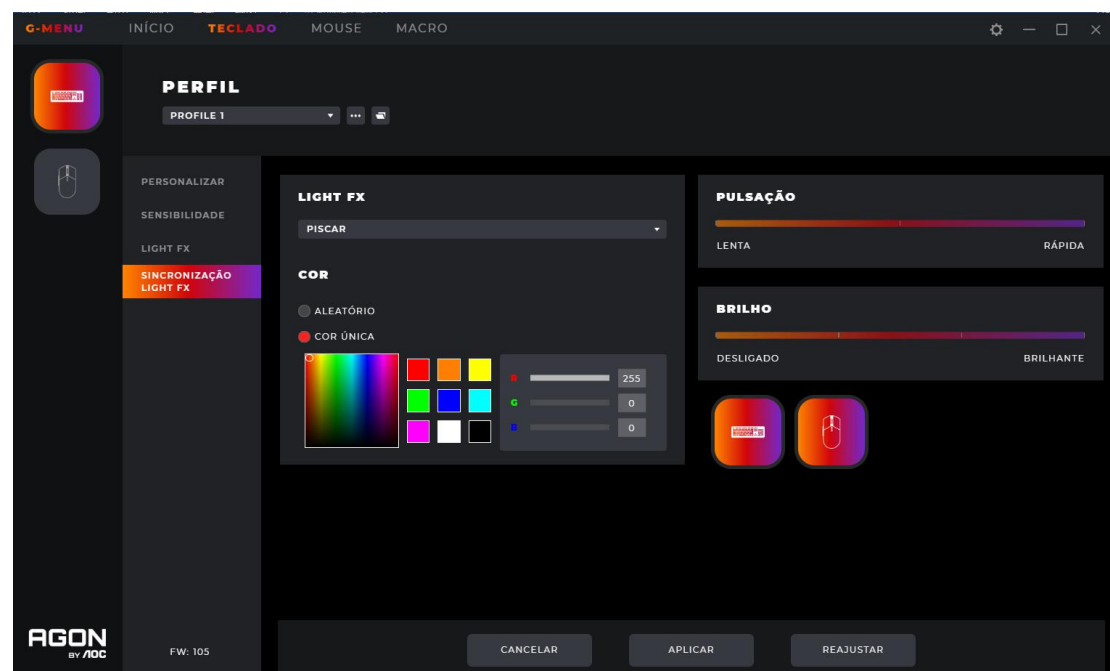 G-MENU INÍCIO TECLADO MOUSE MACRO
PERFIL
PROFILE 1
PERSONALIZAR
SENSIBILIDADE
LIGHT FX
SINCRONIZAÇÃO
LIGHT FX
LIGHT FX
PISCAR
COR
ALEATÓRIO
COR ÚNICA
R 255
G 0
B 0
PULSAÇÃO
LENTA RÁPIDA
BRILHO
DESLIGADO BRILHANTE
AGON
BY AOC
FW: 105
CANCELAR APLICAR REAJUSTAR